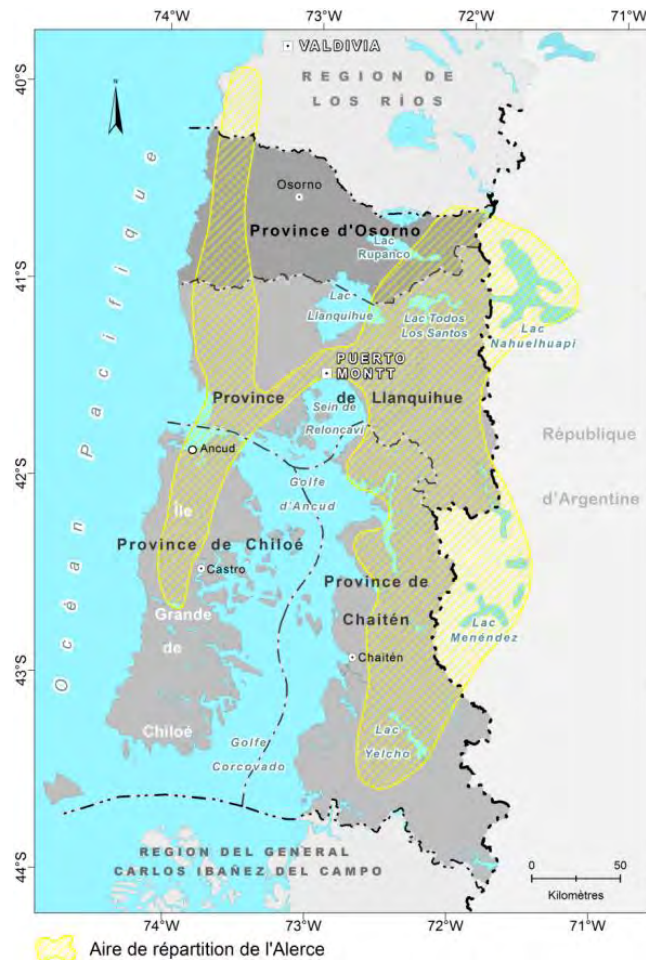 74°W 73°W 72°W 71°W
VALDIVIA
40°S
REGION DE
LOS RÍOS
N
Osorno
Province d'Osorno
Lac
Rupanco
41°S
Lac
Llanquihue
Lac Todos
Los Santos
Lac
Nahuelhuapi
PUERTO
MONTT
Province de Llanquihue
Sein de
Reloncaví
Océan Pacifique
République
d'Argentine
Ancud
42°S
Golfe
d'Ancud
Île
Province de Chiloé
Castro
Province de
Chaitén
Grande
de
Chiloé
Lac
Menéndez
Chaitén
43°S
Lac
Yelcho
Golfe
Corcovado
REGION DEL GENERAL
CARLOS IBAÑEZ DEL CAMPO
44°S
0 50
Kilomètres
74°W 73°W 72°W 71°W
Aire de répartition de l'Alerce